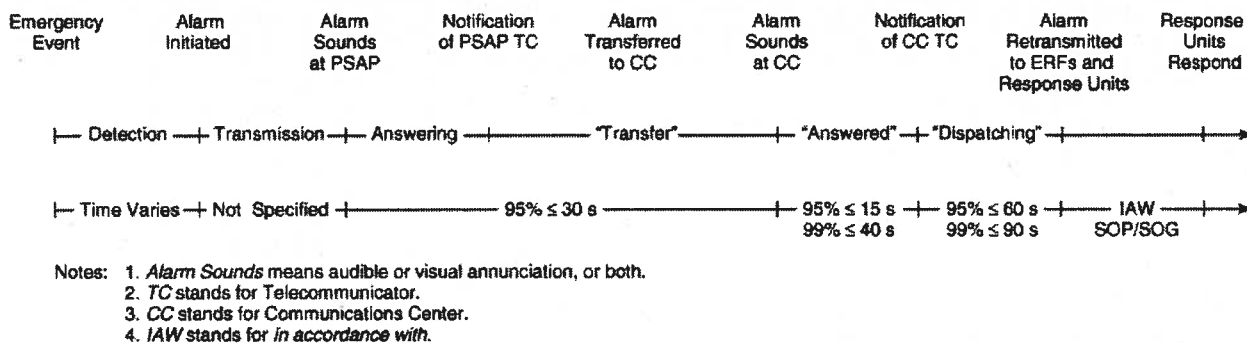 Emergency Event
Alarm Initiated
Alarm Sounds at PSAP
Notification of PSAP TC
Alarm Transferred to CC
Alarm Sounds at CC
Notification of CC TC
Alarm Retransmitted to ERFs and Response Units
Response Units Respond
Detection Transmission Answering "Transfer" "Answered" "Dispatching"
Time Varies Not Specified 95% ≤ 30 s 95% ≤ 15 s 95% ≤ 60 s IAW
99% ≤ 40 s 99% ≤ 90 s SOP/SOG
Notes: 1. Alarm Sounds means audible or visual annunciation, or both.
2. TC stands for Telecommunicator.
3. CC stands for Communications Center.
4. IAW stands for in accordance with.